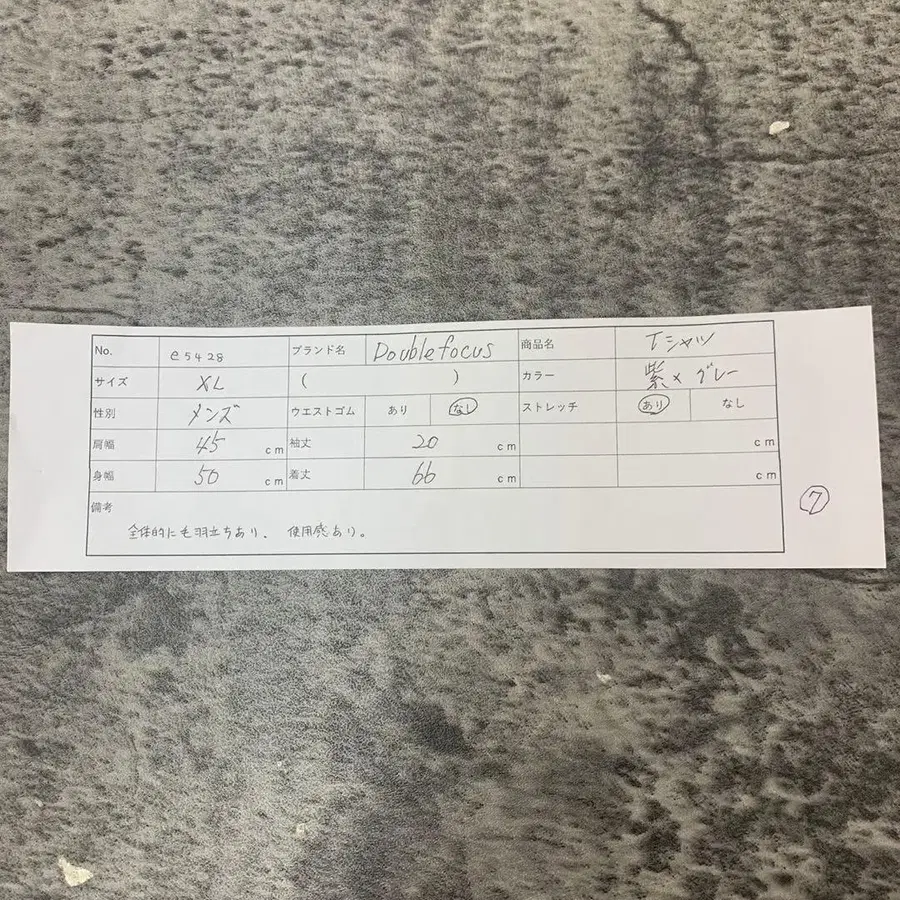 No. e5428 ブランド名 Doublefocus 商品名 Tシャツ
サイズ XL ( ) カラー 紫×グレー
性別 メンズ ウエストゴム あり なし ストレッチ あり なし
肩幅 45 cm 袖丈 20 cm cm
身幅 50 cm 着丈 66 cm cm
備考
全体的に毛羽立ちあり. 使用感あり。
7